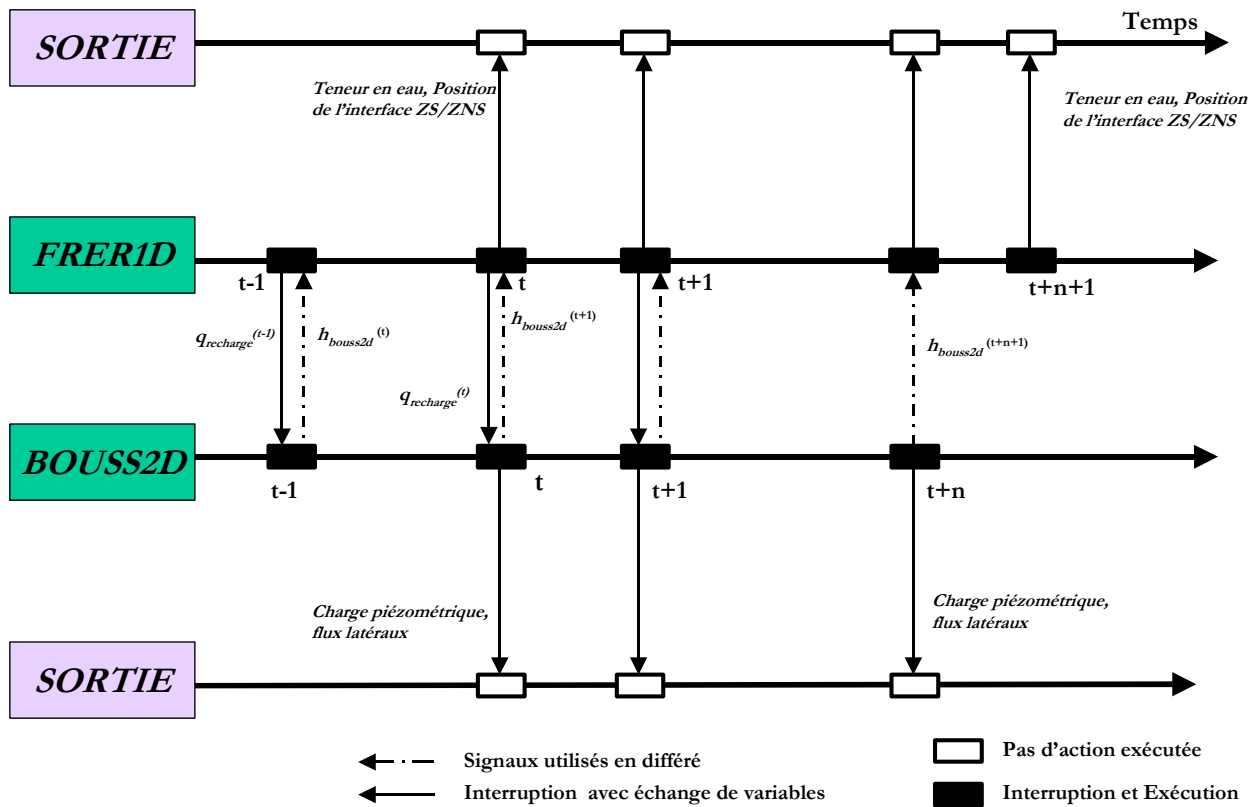 SORTIE
Temps
Teneur en eau, Position
de l'interface ZS/ZNS
Teneur en eau, Position
de l'interface ZS/ZNS
FRER1D
t-1
t
t+1
t+n+1
q_recharge^(t-1)
h_bouss2d^(t)
h_bouss2d^(t+1)
q_recharge^(t)
h_bouss2d^(t+n+1)
BOUSS2D
t-1
t
t+1
t+n
Charge piézométrique,
flux latéraux
Charge piézométrique,
flux latéraux
SORTIE
Signaux utilisés en différé
Pas d'action exécutée
Interruption avec échange de variables
Interruption et Exécution